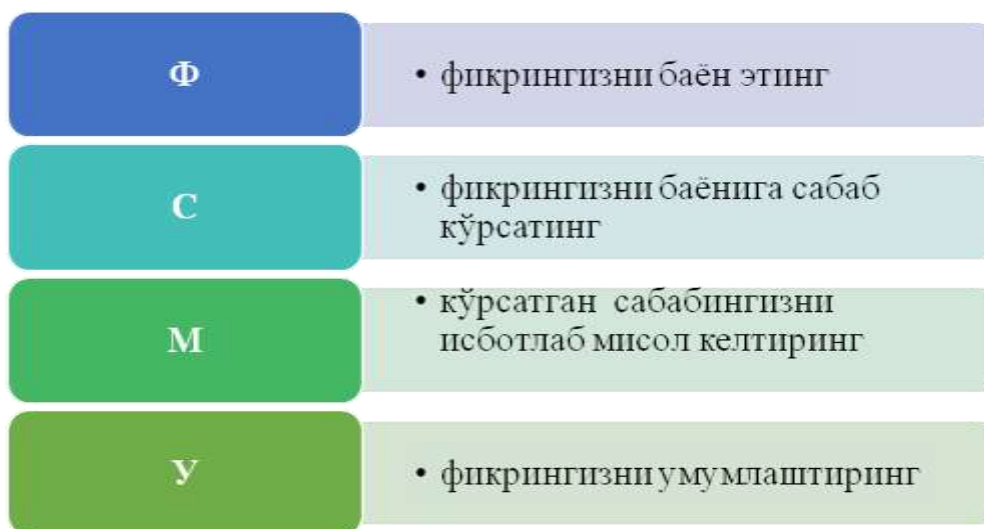 Ф
• фикрингизни баён этинг
С
• фикрингизни баёнига сабаб
кўрсатинг
М
• кўрсатган сабабингизни
исботлаб мисол келтиринг
У
• фикрингизни умумлаштиринг